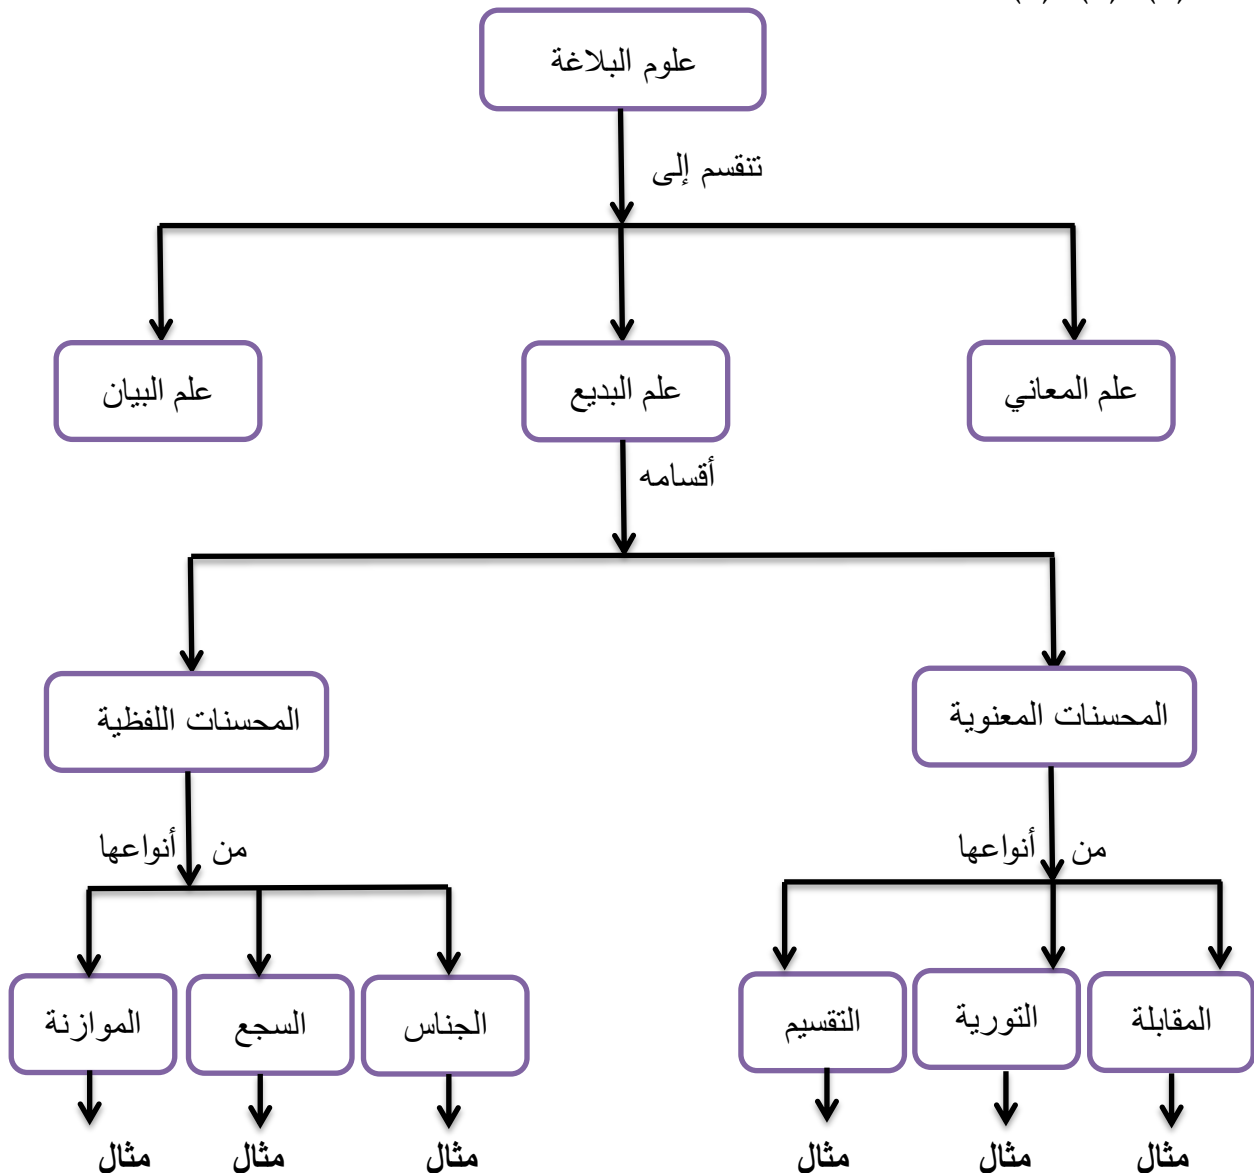 علوم البلاغة
تنقسم إلى
علم المعاني
علم البديع
علم البيان
أقسامه
المحسنات المعنوية
المحسنات اللفظية
من أنواعها
من أنواعها
المقابلة
التورية
التقسيم
الجناس
السجع
الموازنة
مثال
مثال
مثال
مثال
مثال
مثال